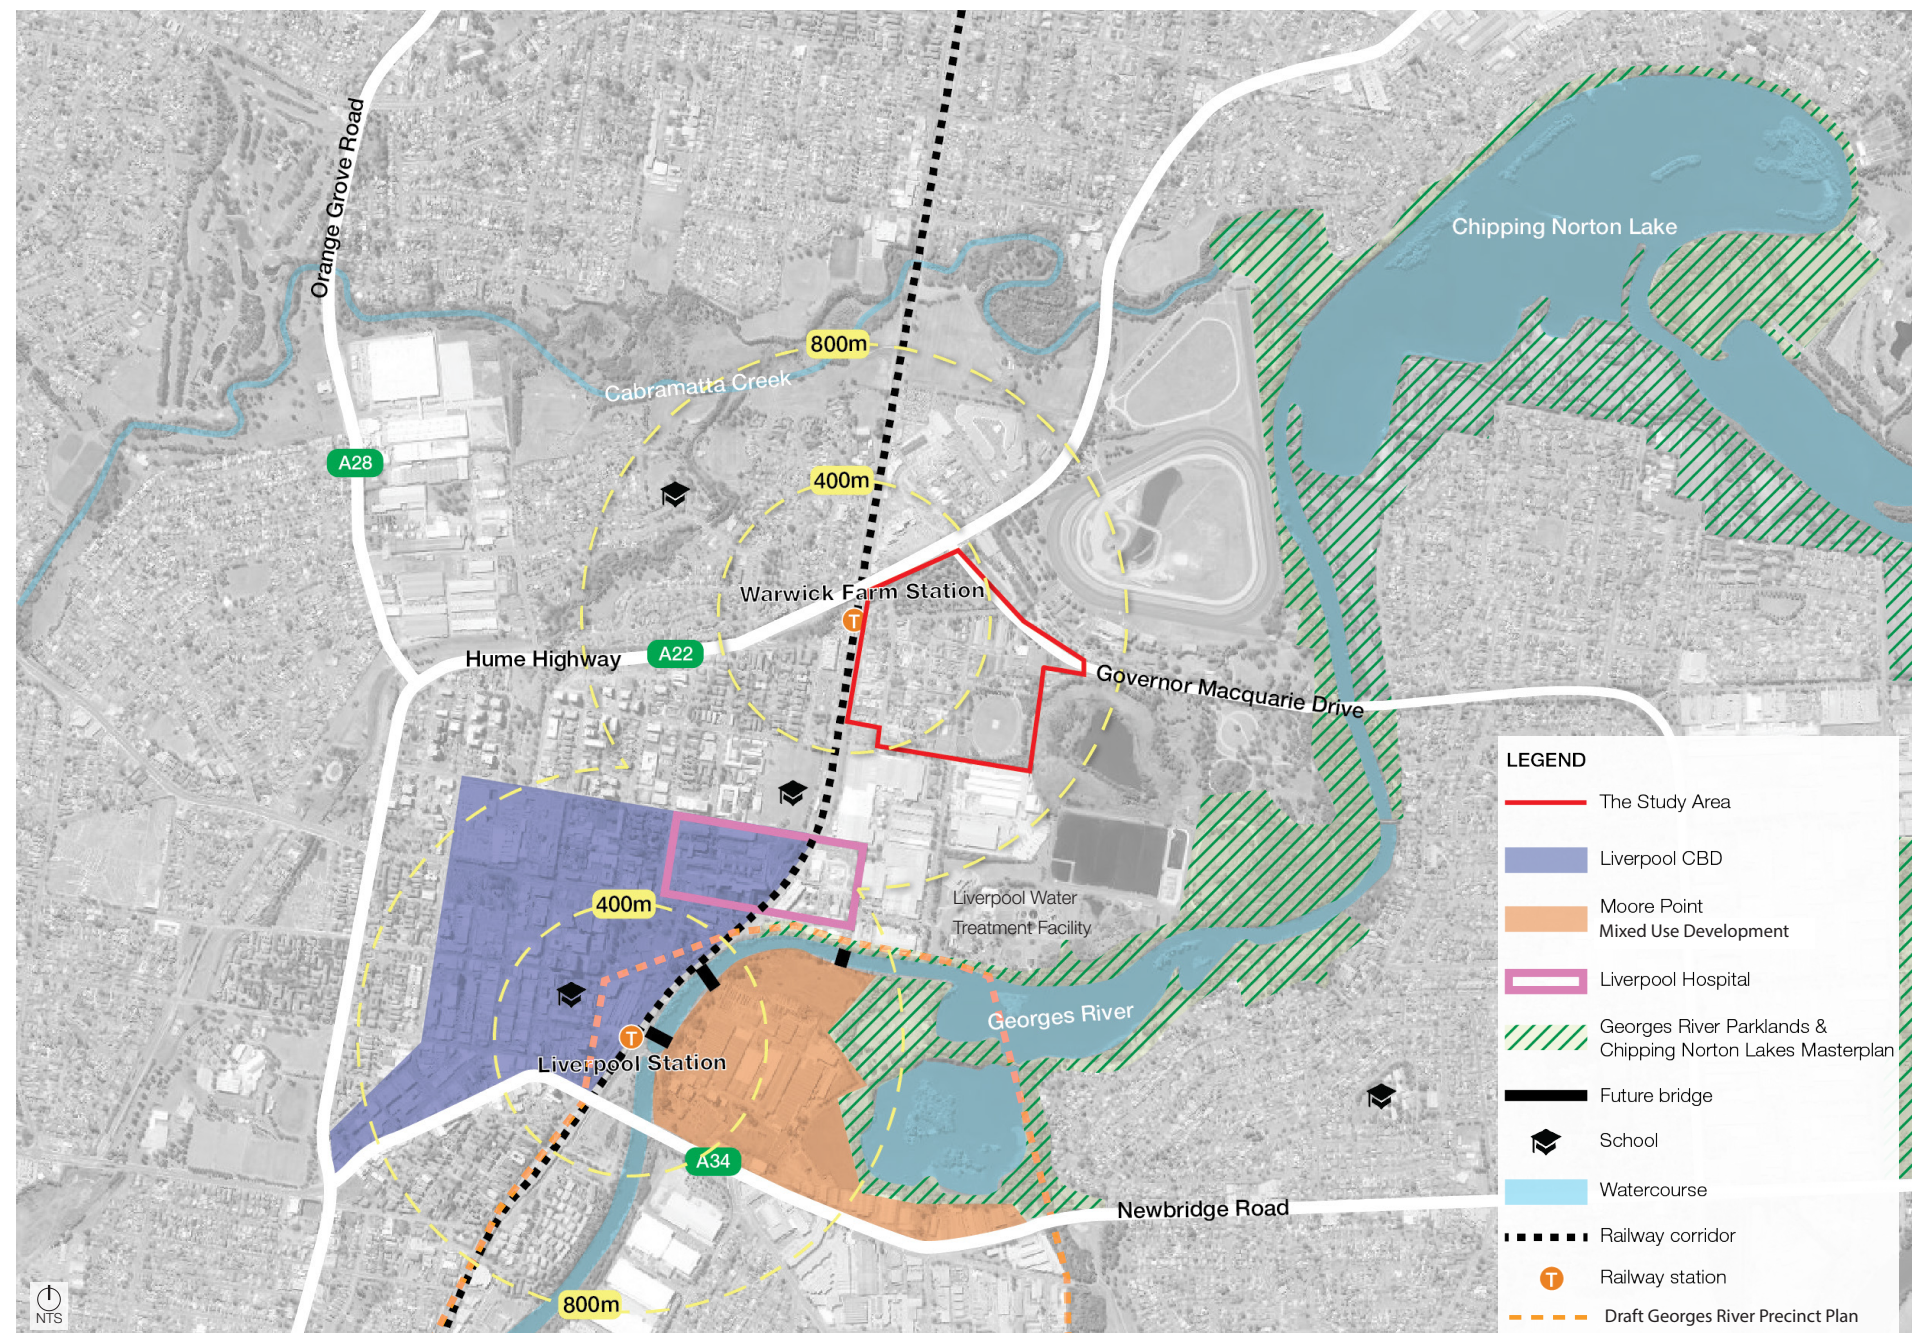 Orange Grove Road
Chipping Norton Lake
800m
Cabramatta Creek
A28
400m
Warwick Farm Station
T
Hume Highway
A22
Governor Macquarie Drive
400m
Liverpool Water
Treatment Facility
Georges River
T
Liverpool Station
A34
Newbridge Road
800m
NTS
LEGEND
The Study Area
Liverpool CBD
Moore Point
Mixed Use Development
Liverpool Hospital
Georges River Parklands &
Chipping Norton Lakes Masterplan
Future bridge
School
Watercourse
Railway corridor
T
Railway station
Draft Georges River Precinct Plan